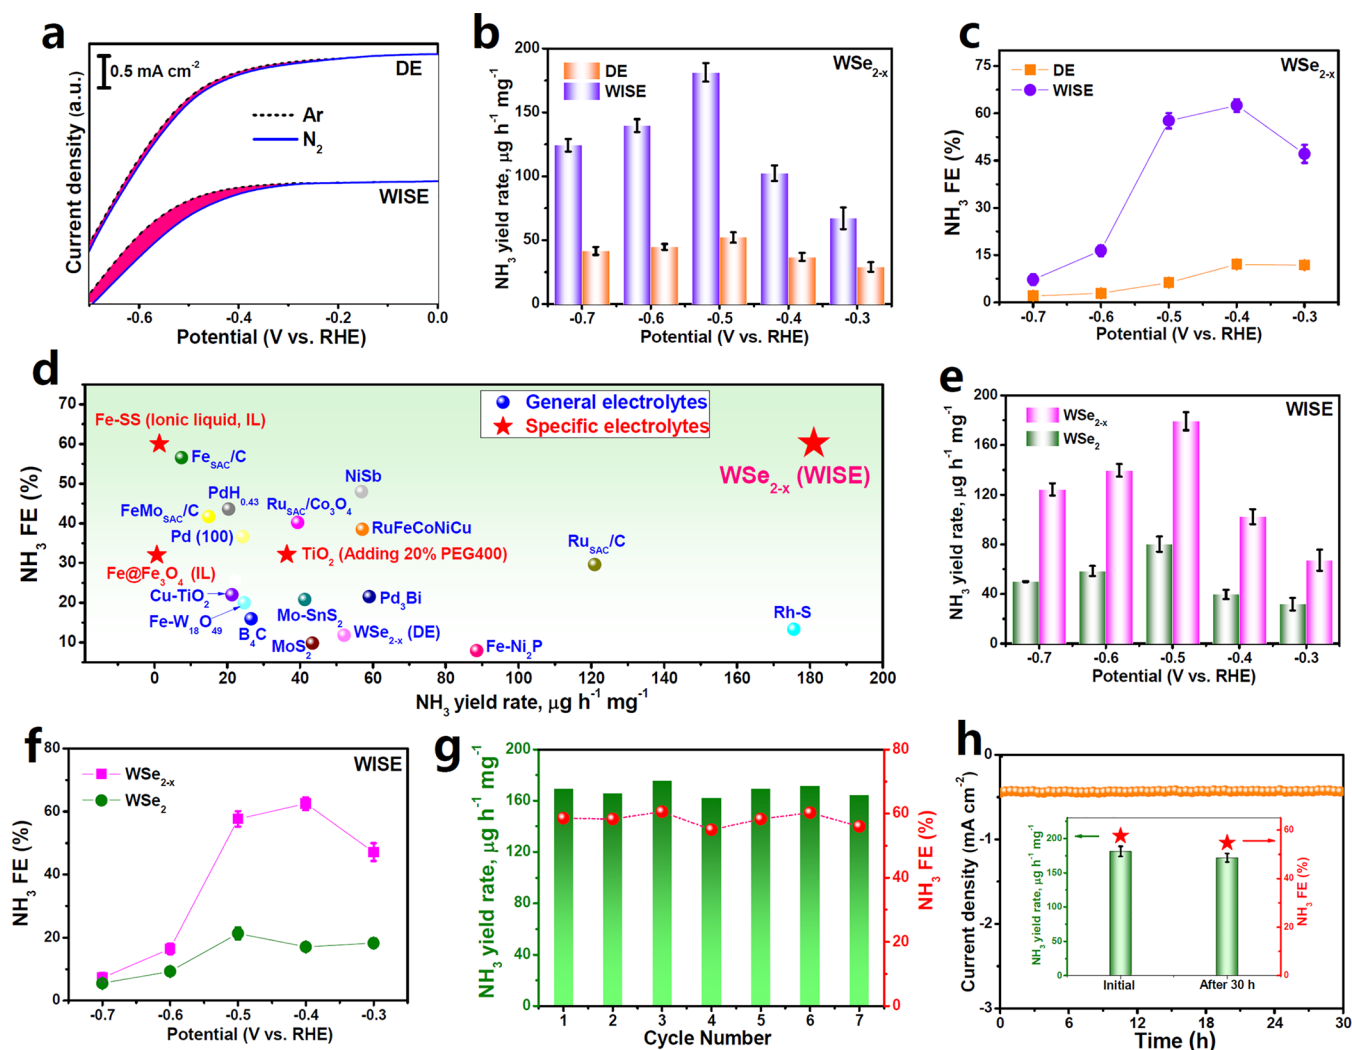 a
0.5 mA cm-2
DE
Ar
N2
WISE
Current density (a.u.)
-0.6 -0.4 -0.2 0.0
Potential (V vs. RHE)
b
DE
WISE
WSe2-x
NH3 yield rate, μg h-1 mg-1
200
150
100
50
0
-0.7 -0.6 -0.5 -0.4 -0.3
Potential (V vs. RHE)
c
DE
WISE
WSe2-x
NH3 FE (%)
75
60
45
30
15
0
-0.7 -0.6 -0.5 -0.4 -0.3
Potential (V vs. RHE)
d
General electrolytes
Specific electrolytes
NH3 FE (%)
70
60
50
40
30
20
10
Fe-SS (Ionic liquid, IL)
FeSAC/C
NiSb
PdH0.43
FeMoSAC/C
RuSAC/Co3O4
Pd (100)
RuFeCoNiCu
TiO2 (Adding 20% PEG400)
RuSAC/C
WSe2-x (WISE)
Fe@Fe3O4 (IL)
Cu-TiO2
Fe-W18O49
B4C
Mo-SnS2
MoS2
Pd3Bi
WSe2-x (DE)
Fe-Ni2P
Rh-S
0 20 40 60 80 100 120 140 160 180 200
NH3 yield rate, μg h-1 mg-1
e
WSe2-x
WSe2
WISE
NH3 yield rate, μg h-1 mg-1
200
160
120
80
40
0
-0.7 -0.6 -0.5 -0.4 -0.3
Potential (V vs. RHE)
f
WSe2-x
WSe2
WISE
NH3 FE (%)
80
60
40
20
0
-0.7 -0.6 -0.5 -0.4 -0.3
Potential (V vs. RHE)
g
NH3 yield rate, μg h-1 mg-1
200
160
120
80
40
0
1 2 3 4 5 6 7
Cycle Number
80
60
40
20
0
NH3 FE (%)
h
Current density (mA cm-2)
0
-1
-2
-3
0 6 12 18 24 30
Time (h)
NH3 yield rate, μg h-1 mg-1
200
150
100
50
0
Initial
After 30 h
60
40
20
0
NH3 FE (%)